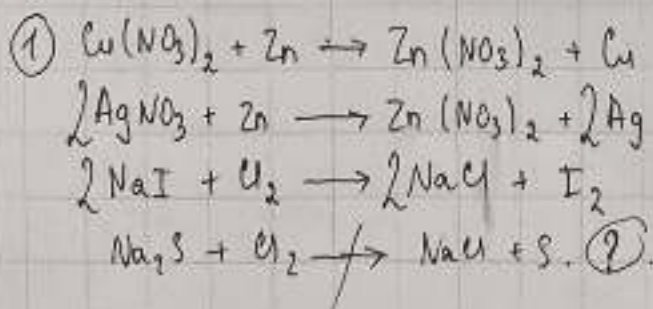 ① Cu(NO₃)₂ + Zn → Zn(NO₃)₂ + Cu
2AgNO₃ + Zn → Zn(NO₃)₂ + 2Ag
2NaI + Cl₂ → 2NaCl + I₂
Na₂S + Cl₂ ↛ NaCl + S. ②.